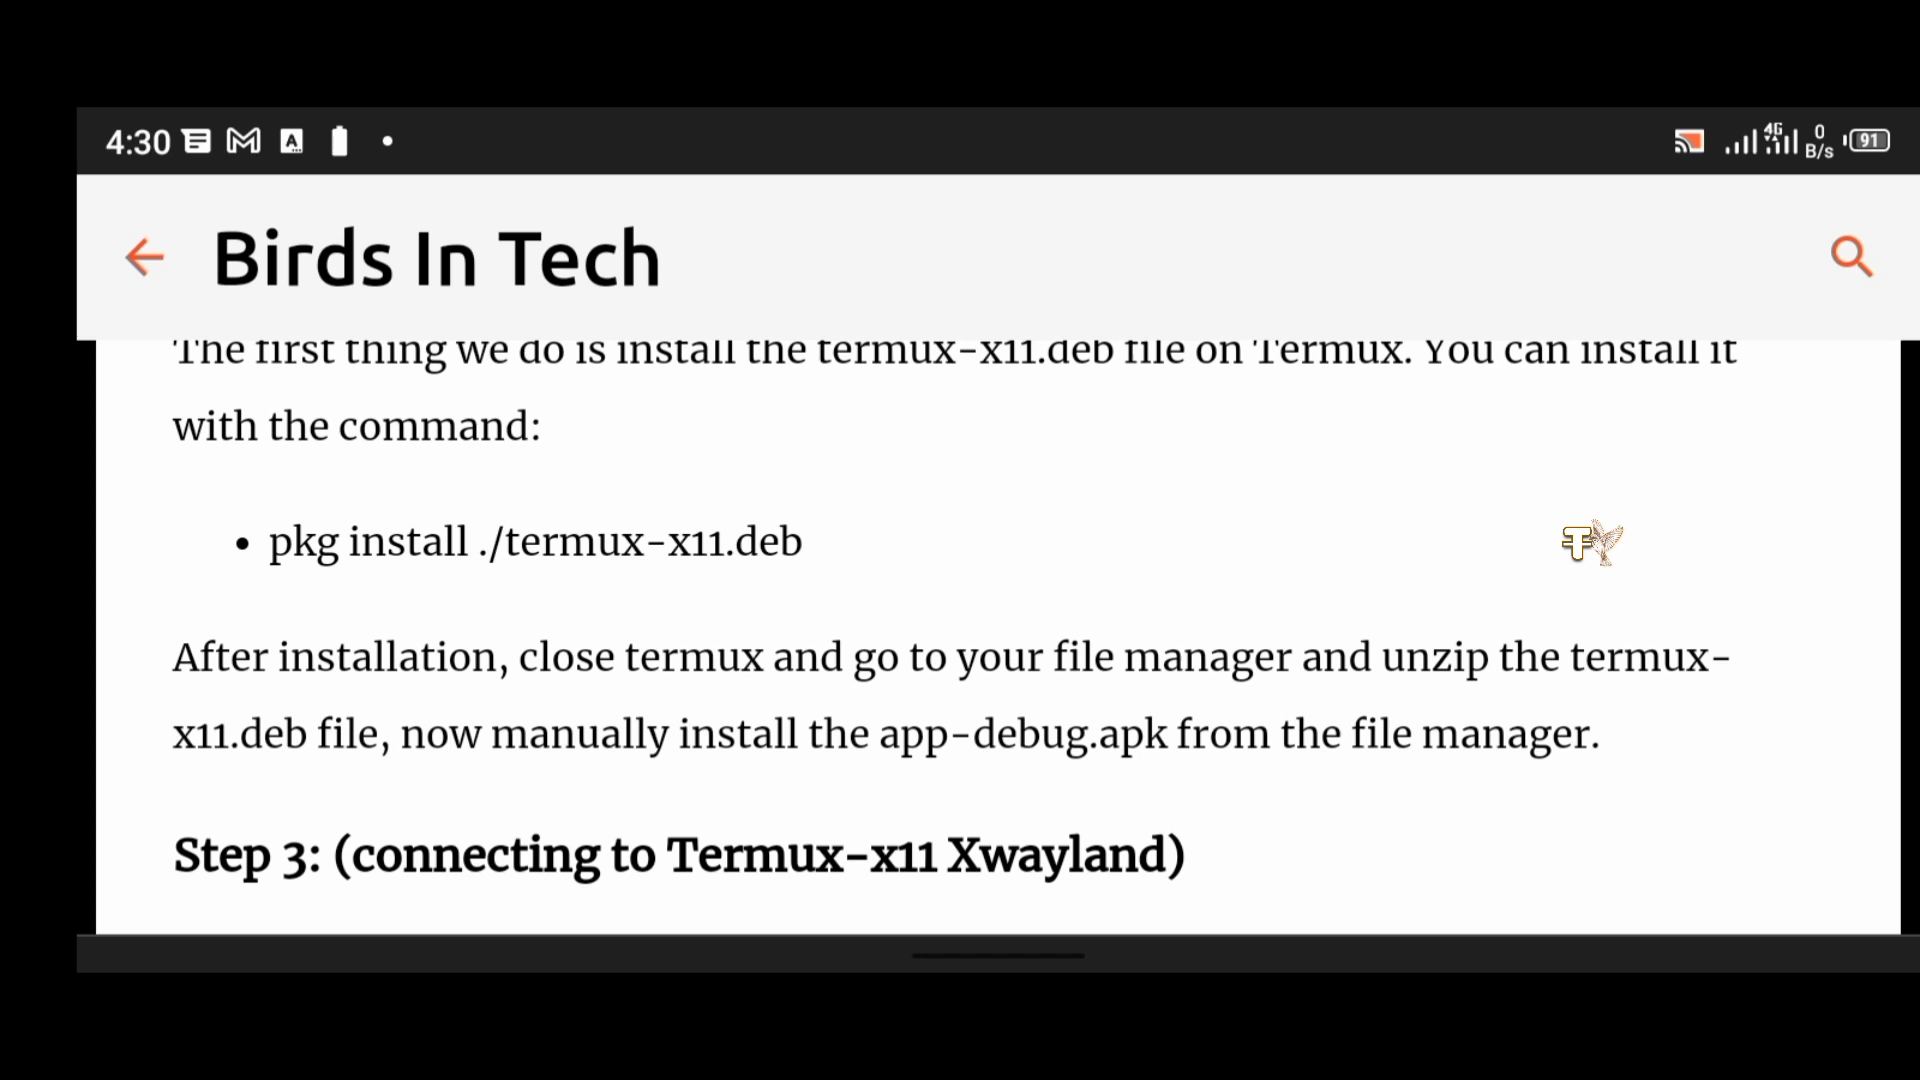 4:30
4G
0
B/s
91
Birds In Tech
The first thing we do is install the termux-x11.deb file on Termux. You can install it
with the command:
• pkg install ./termux-x11.deb
After installation, close termux and go to your file manager and unzip the termux-
x11.deb file, now manually install the app-debug.apk from the file manager.
Step 3: (connecting to Termux-x11 Xwayland)